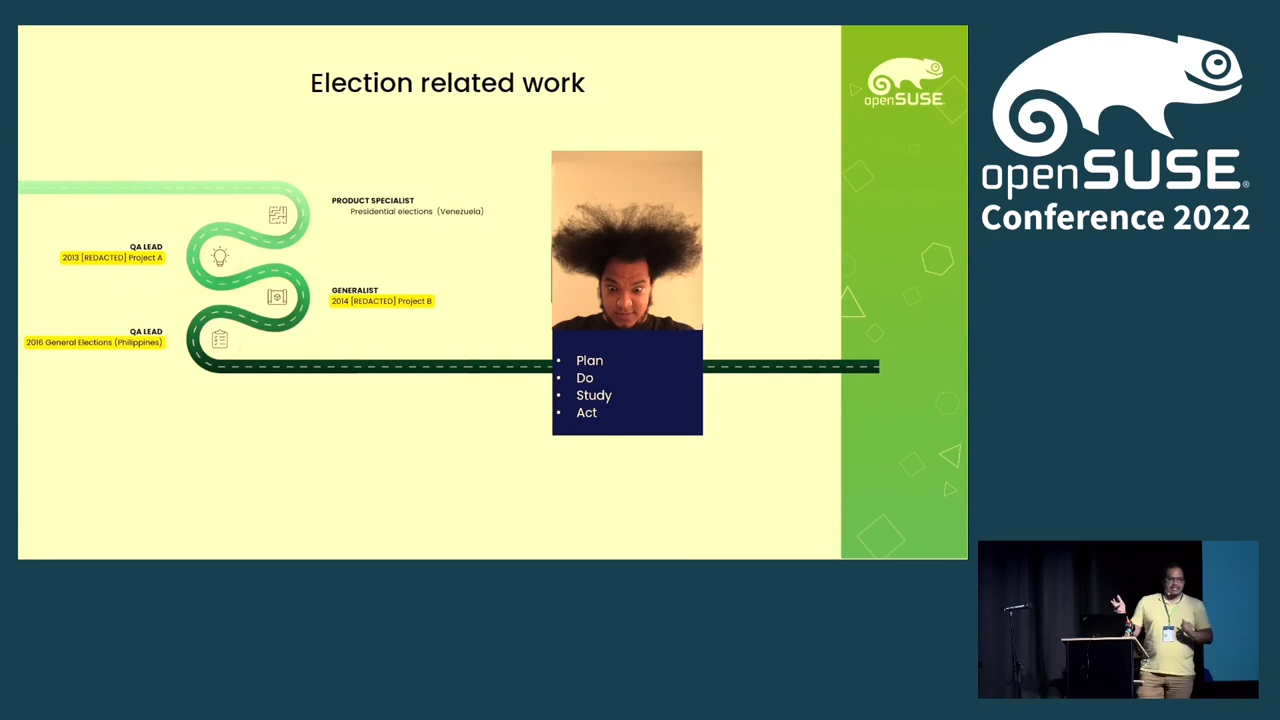 Election related work
PRODUCT SPECIALIST
Presidential elections (Venezuela)
QA LEAD
2013 [REDACTED] Project A
GENERALIST
2014 [REDACTED] Project B
QA LEAD
2016 General Elections (Philippines)
• Plan
• Do
• Study
• Act
openSUSE
openSUSE®
Conference 2022